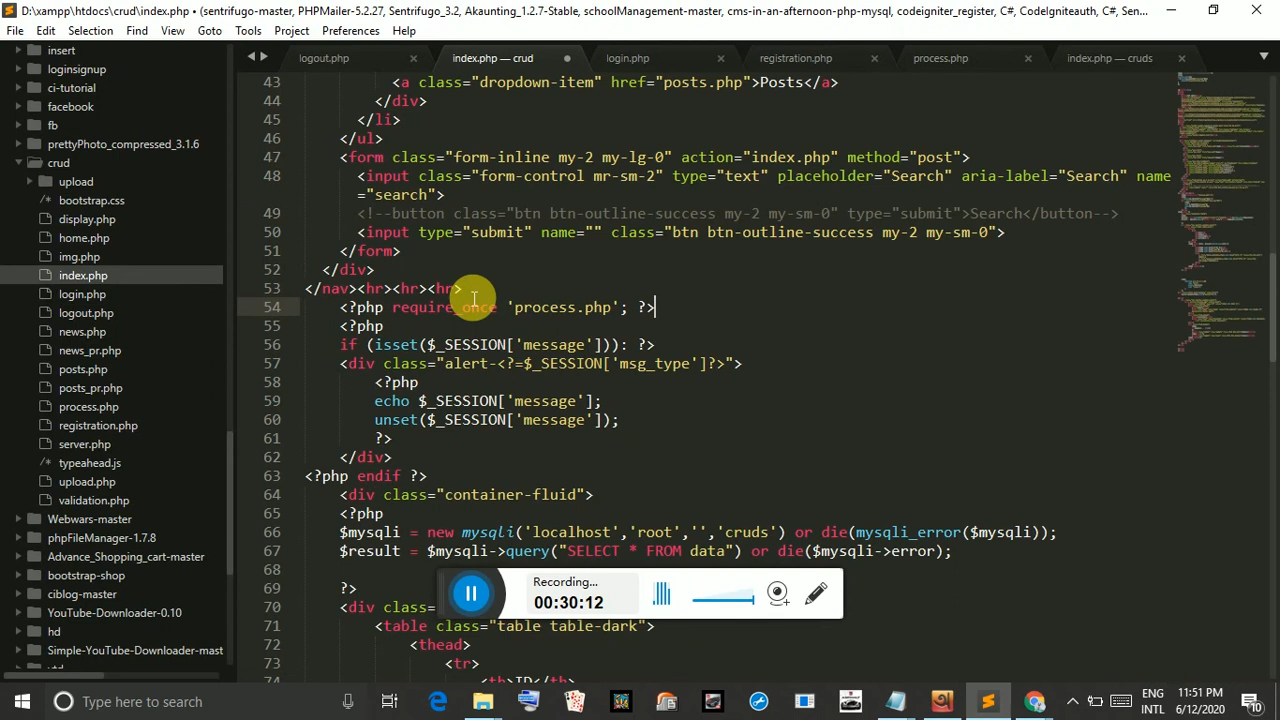 C:\xampp\htdocs\crud\index.php • (sentrifugo-master, PHPMailer-5.2.27, Sentrifugo_3.2, Akaunting_1.2.7-Stable, schoolManagement-master, cms-in-an-afternoon-php-mysql, codeigniter_register, C#, CodeIgniteauth, C#, Sen...
File Edit Selection Find View Goto Tools Project Preferences Help
insert
loginsignup
ci-tutorial
facebook
fb
prettyPhoto_compressed_3.1.6
crud
upload
bootstrap.css
display.php
home.php
img.php
index.php
login.php
logout.php
news.php
news_pr.php
posts.php
posts_pr.php
process.php
registration.php
server.php
typeahead.js
upload.php
validation.php
Webwars-master
phpFileManager-1.7.8
Advance_Shopping_cart-master
bootstrap-shop
ciblog-master
YouTube-Downloader-0.10
hd
Simple-YouTube-Downloader-mast
logout.php index.php — crud login.php registration.php process.php index.php — cruds
43 <a class="dropdown-item" href="posts.php">Posts</a>
44 </div>
45 </li>
46 </ul>
47 <form class="form-inline my-2 my-lg-0" action="index.php" method="post">
48 <input class="form-control mr-sm-2" type="text" placeholder="Search" aria-label="Search" name
="search">
49 <!--button class="btn btn-outline-success my-2 my-sm-0" type="submit">Search</button-->
50 <input type="submit" name="" class="btn btn-outline-success my-2 my-sm-0">
51 </form>
52 </div>
53 </nav><hr><hr><hr>
54 <?php require_once 'process.php'; ?>
55 <?php
56 if (isset($_SESSION['message'])): ?>
57 <div class="alert-<?=$_SESSION['msg_type']?>">
58 <?php
59 echo $_SESSION['message'];
60 unset($_SESSION['message']);
61 ?>
62 </div>
63 <?php endif ?>
64 <div class="container-fluid">
65 <?php
66 $mysqli = new mysqli('localhost','root','','cruds') or die(mysqli_error($mysqli));
67 $result = $mysqli->query("SELECT * FROM data") or die($mysqli->error);
68
69 ?>
70 <div class=
71 <table class="table table-dark">
72 <thead>
73 <tr>
74 <th>ID</th>
Recording...
00:30:12
Type here to search
ENG
INTL
11:51 PM
6/12/2020
10